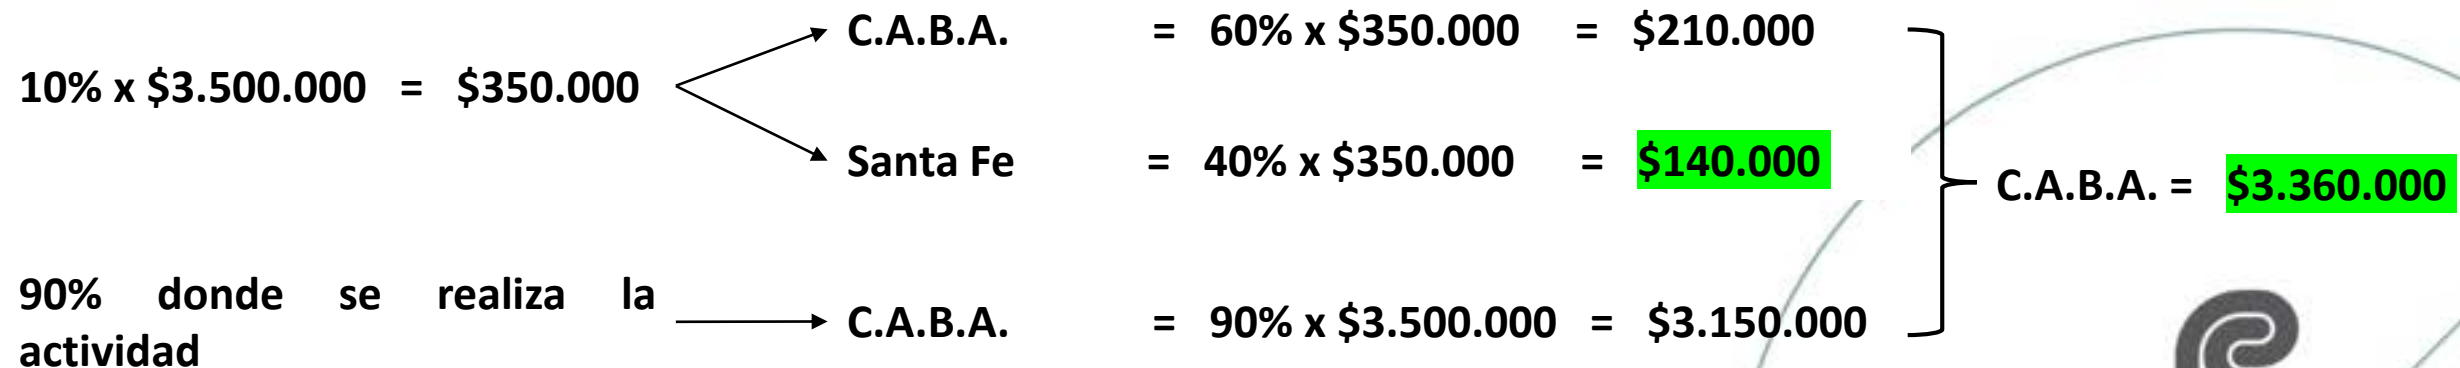 C.A.B.A. = 60% x $350.000 = $210.000
10% x $3.500.000 = $350.000
Santa Fe = 40% x $350.000 = $140.000
C.A.B.A. = $3.360.000
90% donde se realiza la
actividad
C.A.B.A. = 90% x $3.500.000 = $3.150.000